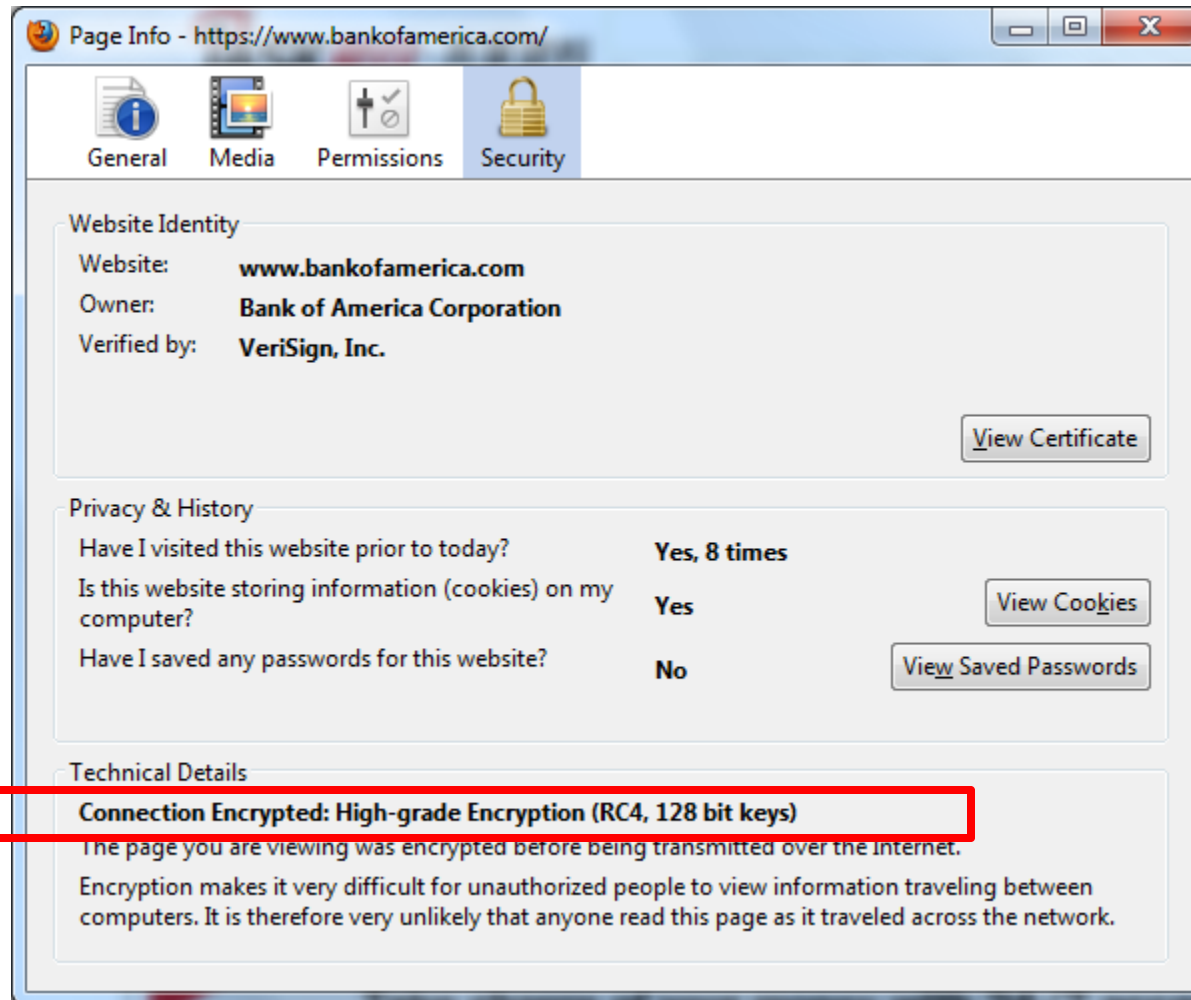 Page Info - https://www.bankofamerica.com/
General Media Permissions Security
Website Identity
Website: www.bankofamerica.com
Owner: Bank of America Corporation
Verified by: VeriSign, Inc.
View Certificate
Privacy & History
Have I visited this website prior to today? Yes, 8 times
Is this website storing information (cookies) on my
computer? Yes View Cookies
Have I saved any passwords for this website? No View Saved Passwords
Technical Details
Connection Encrypted: High-grade Encryption (RC4, 128 bit keys)
The page you are viewing was encrypted before being transmitted over the Internet.
Encryption makes it very difficult for unauthorized people to view information traveling between
computers. It is therefore very unlikely that anyone read this page as it traveled across the network.